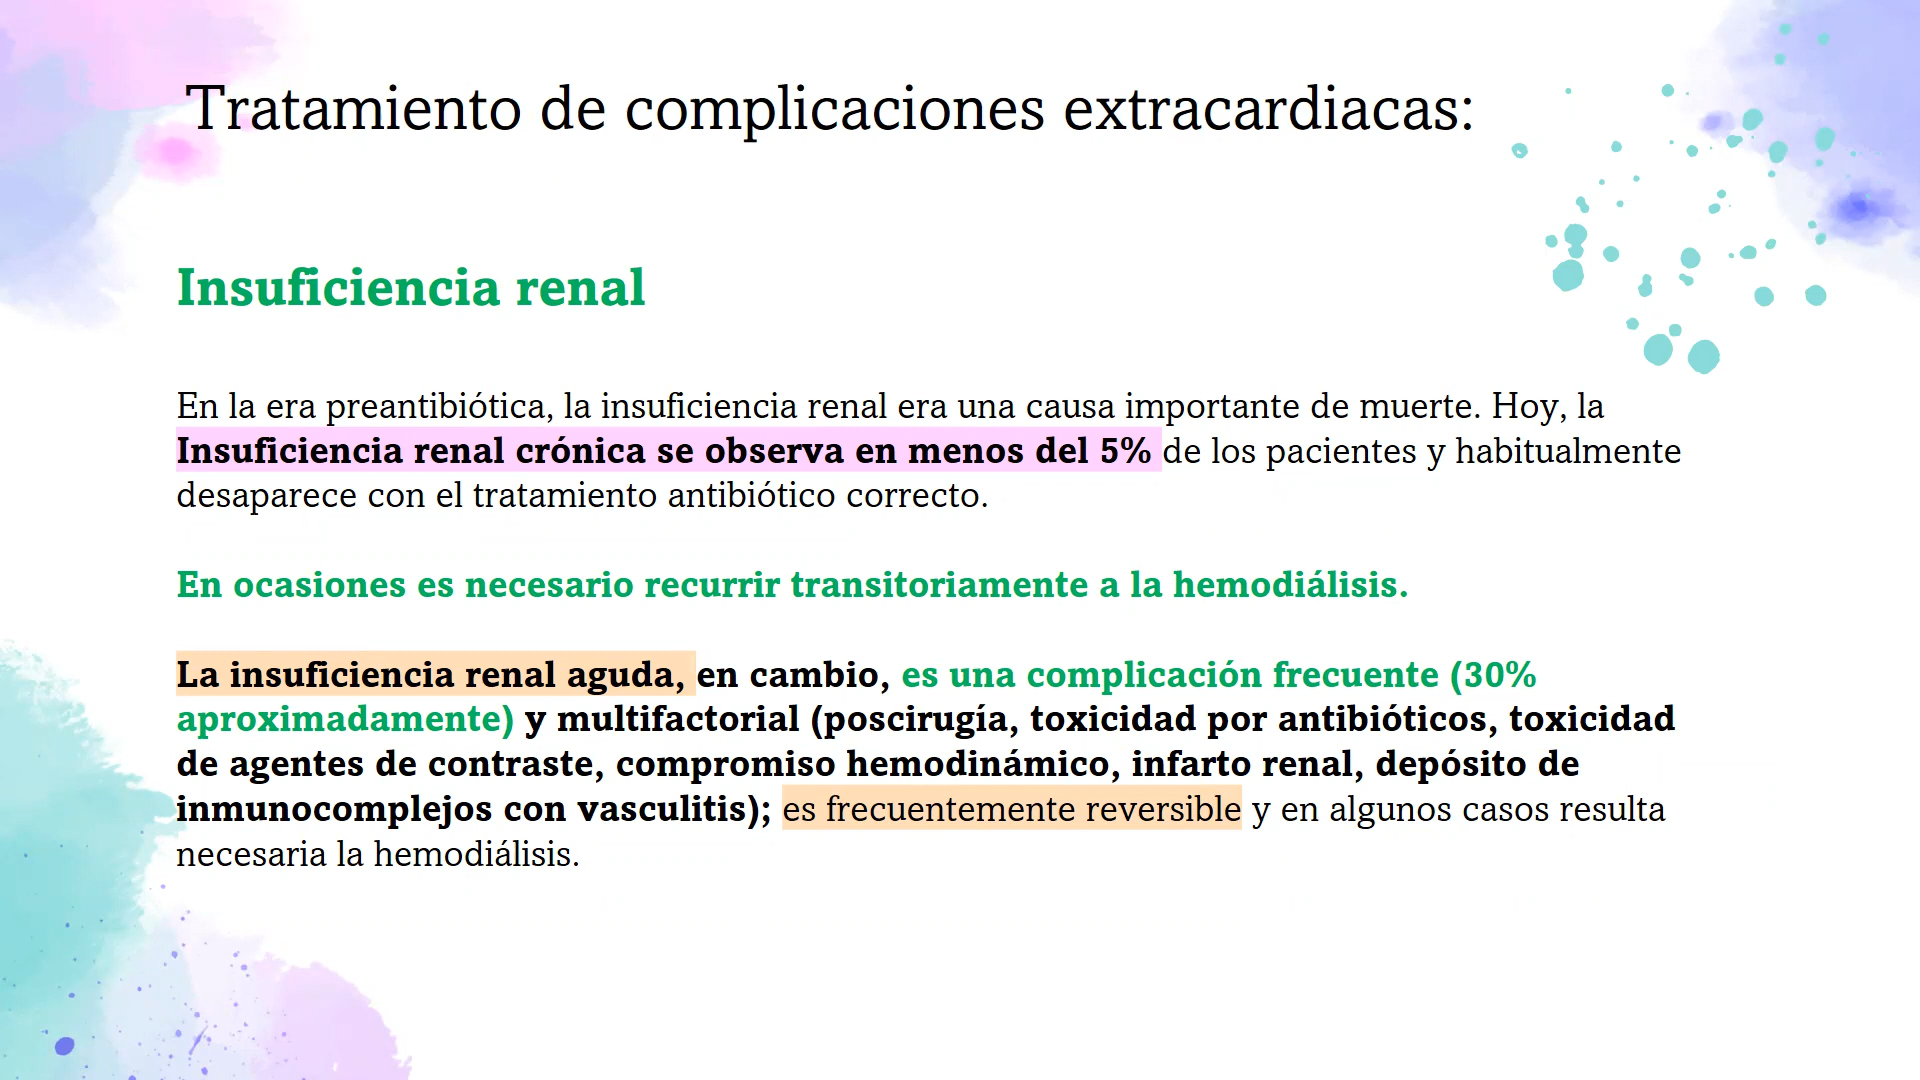 Tratamiento de complicaciones extracardiacas:
Insuficiencia renal
En la era preantibiótica, la insuficiencia renal era una causa importante de muerte. Hoy, la
Insuficiencia renal crónica se observa en menos del 5% de los pacientes y habitualmente
desaparece con el tratamiento antibiótico correcto.
En ocasiones es necesario recurrir transitoriamente a la hemodiálisis.
La insuficiencia renal aguda, en cambio, es una complicación frecuente (30%
aproximadamente) y multifactorial (poscirugía, toxicidad por antibióticos, toxicidad
de agentes de contraste, compromiso hemodinámico, infarto renal, depósito de
inmunocomplejos con vasculitis); es frecuentemente reversible y en algunos casos resulta
necesaria la hemodiálisis.